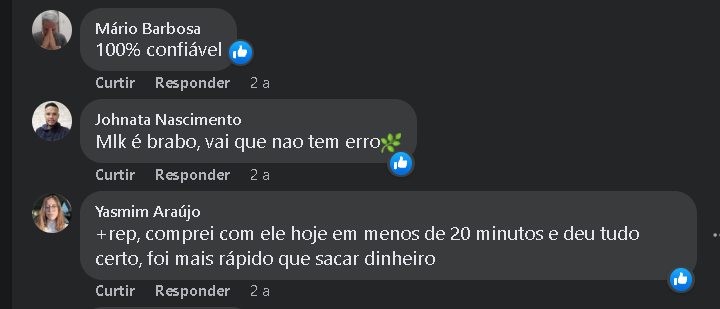 Mário Barbosa
100% confiável
Curtir Responder 2 a
Johnata Nascimento
Mlk é brabo, vai que nao tem erro🌿
Curtir Responder 2 a
Yasmim Araújo
+rep, comprei com ele hoje em menos de 20 minutos e deu tudo
certo, foi mais rápido que sacar dinheiro
Curtir Responder 2 a